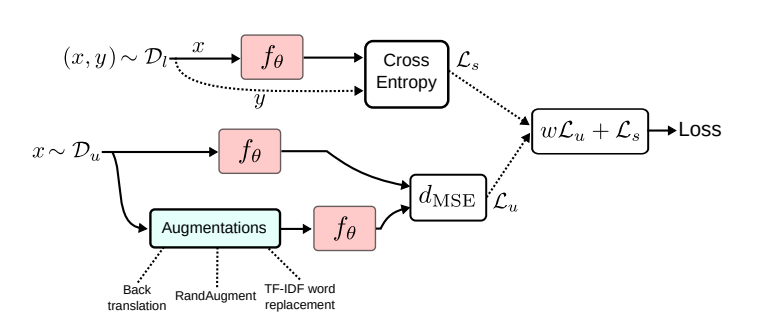 (x, y) ∼ 𝒟_l
x
f_θ
y
Cross
Entropy
ℒ_s
wℒ_u + ℒ_s
Loss
x ∼ 𝒟_u
f_θ
d_MSE
ℒ_u
Augmentations
f_θ
Back
translation
RandAugment
TF-IDF word
replacement